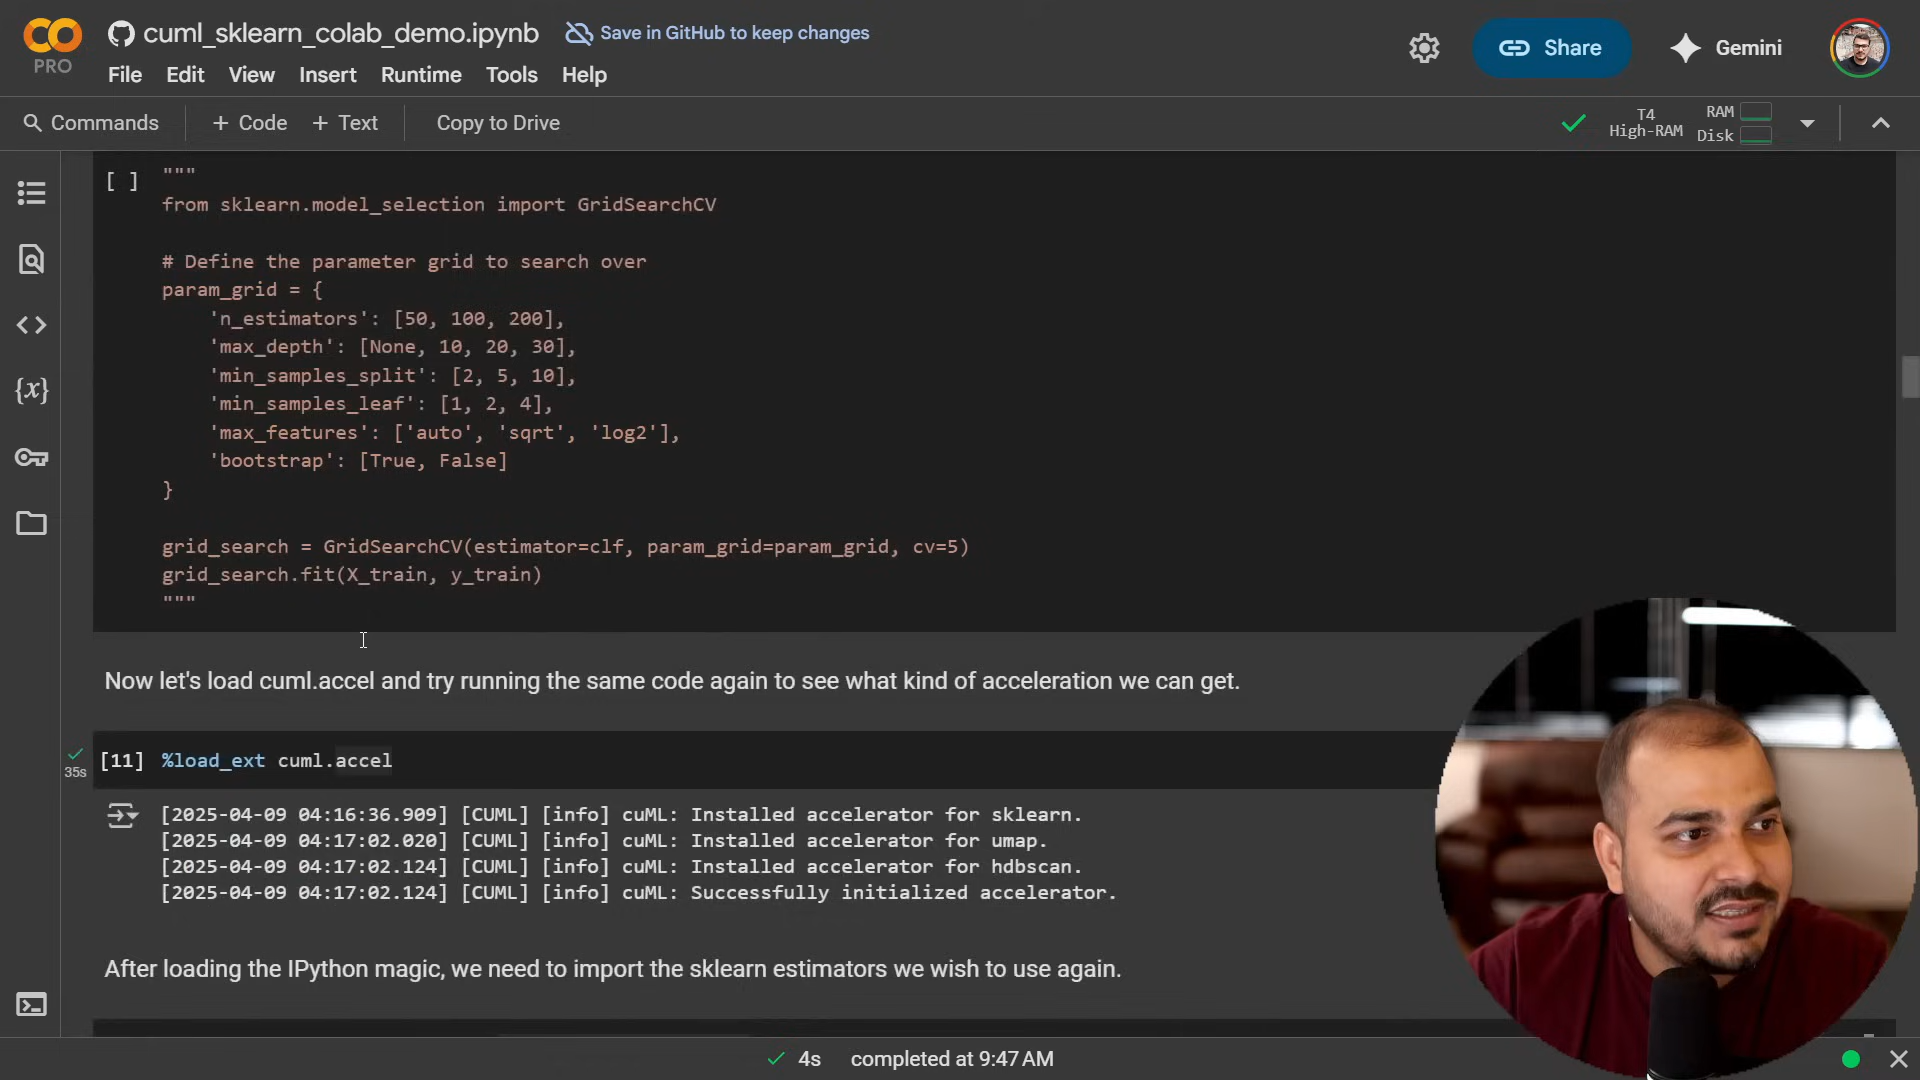 cuml_sklearn_colab_demo.ipynb
Save in GitHub to keep changes
PRO
File Edit View Insert Runtime Tools Help
Share
Gemini
Commands
+ Code
+ Text
Copy to Drive
T4
High-RAM
RAM
Disk
[ ]
"""
from sklearn.model_selection import GridSearchCV
# Define the parameter grid to search over
param_grid = {
'n_estimators': [50, 100, 200],
'max_depth': [None, 10, 20, 30],
'min_samples_split': [2, 5, 10],
'min_samples_leaf': [1, 2, 4],
'max_features': ['auto', 'sqrt', 'log2'],
'bootstrap': [True, False]
}
grid_search = GridSearchCV(estimator=clf, param_grid=param_grid, cv=5)
grid_search.fit(X_train, y_train)
"""
Now let's load cuml.accel and try running the same code again to see what kind of acceleration we can get.
35s
[11] %load_ext cuml.accel
[2025-04-09 04:16:36.909] [CUML] [info] cuML: Installed accelerator for sklearn.
[2025-04-09 04:17:02.020] [CUML] [info] cuML: Installed accelerator for umap.
[2025-04-09 04:17:02.124] [CUML] [info] cuML: Installed accelerator for hdbscan.
[2025-04-09 04:17:02.124] [CUML] [info] cuML: Successfully initialized accelerator.
After loading the IPython magic, we need to import the sklearn estimators we wish to use again.
4s completed at 9:47 AM